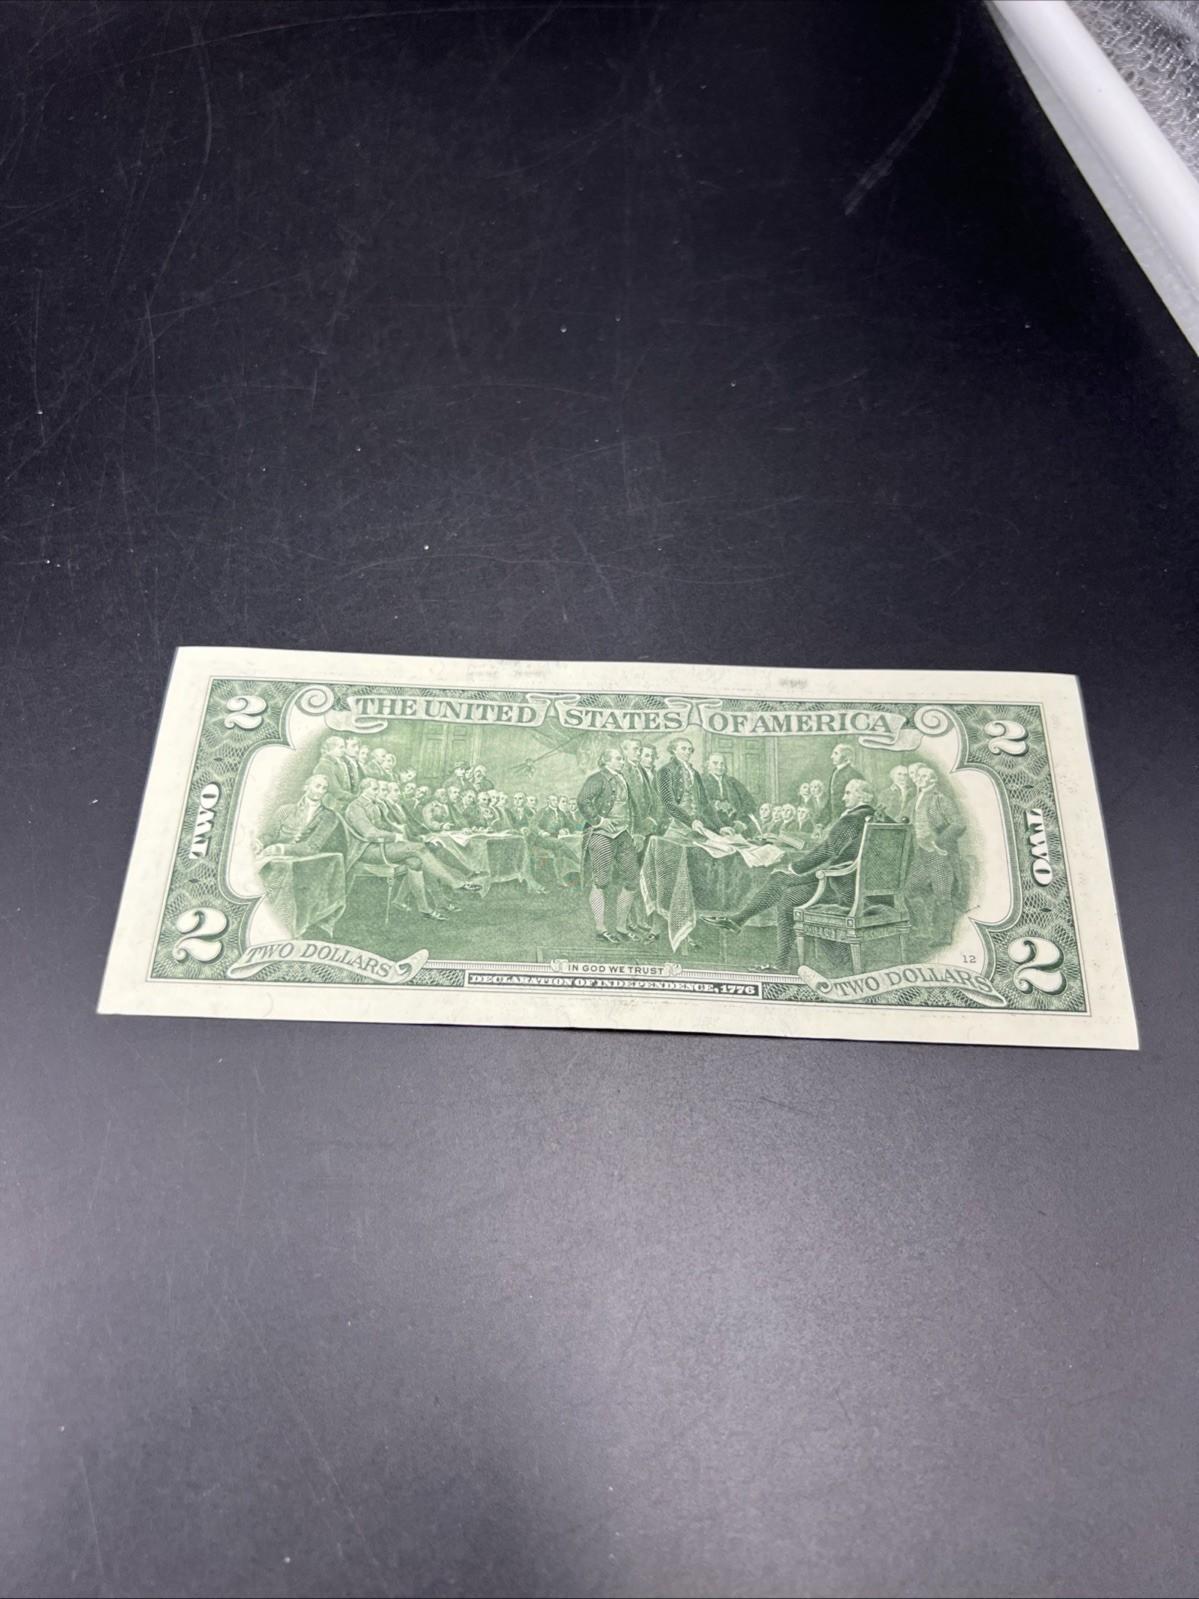 2 THE UNITED STATES OF AMERICA 2
TWO TWO
2 TWO DOLLARS IN GOD WE TRUST 12 TWO DOLLARS 2
DECLARATION OF INDEPENDENCE, 1776